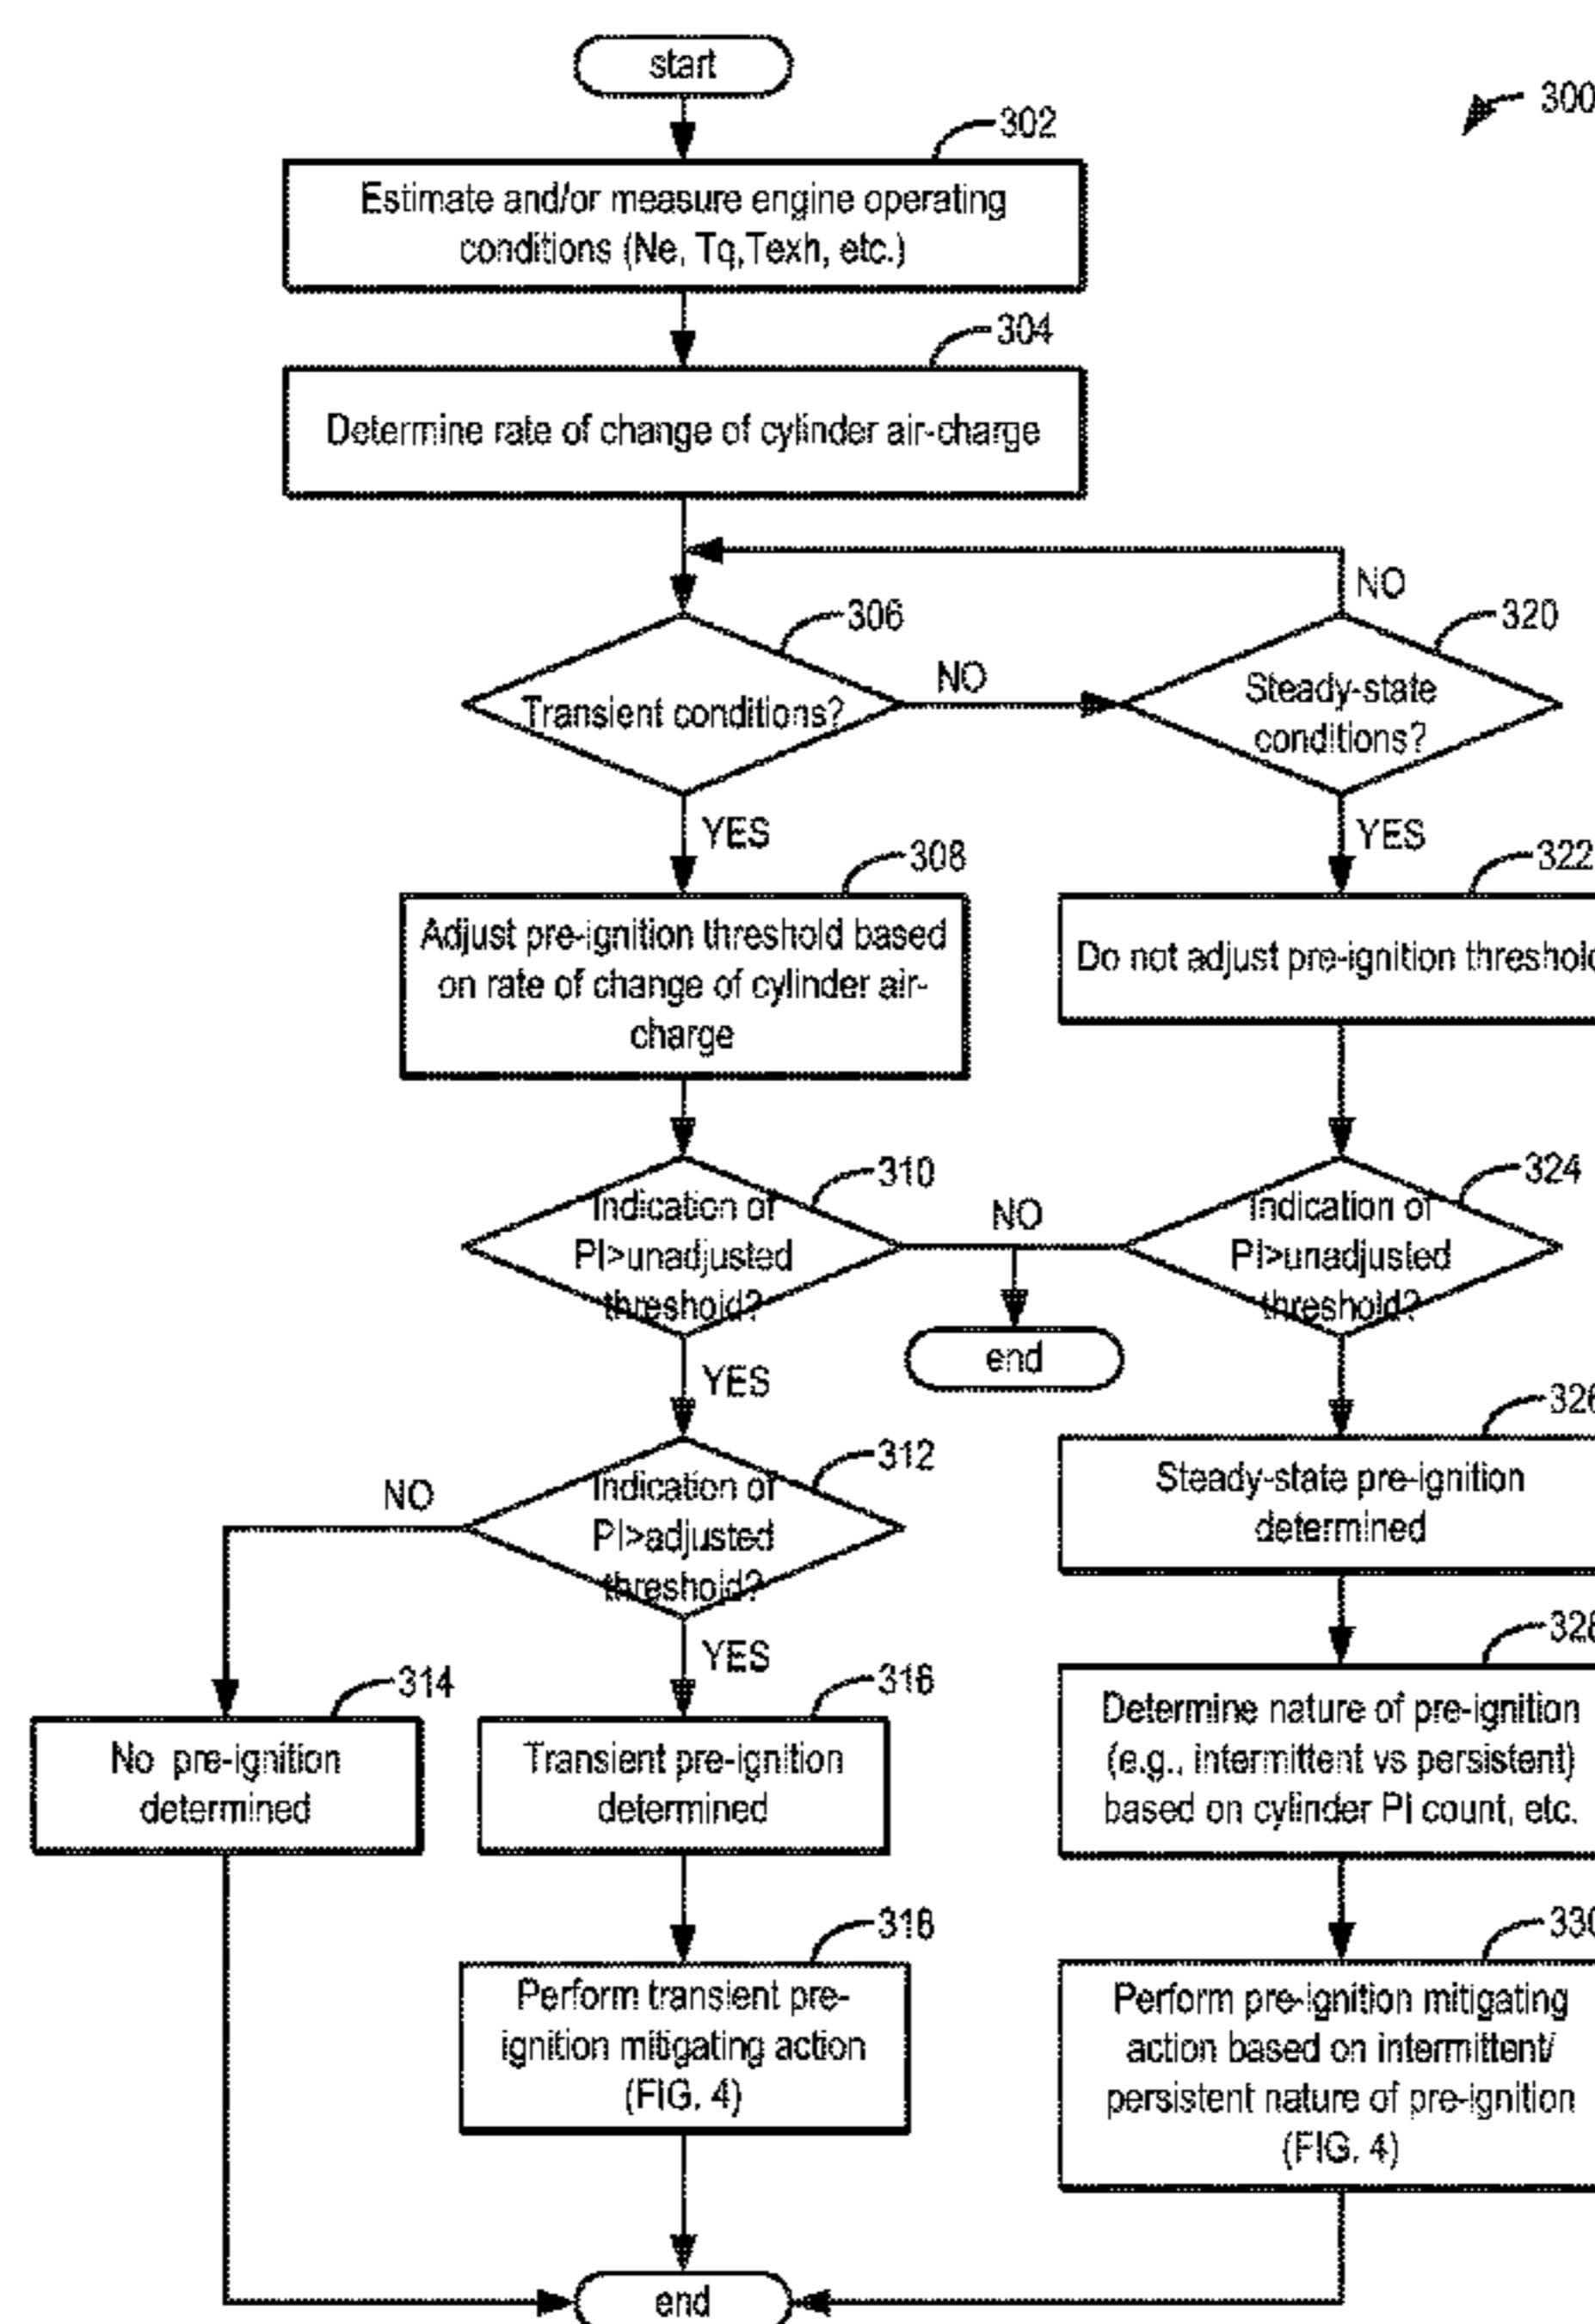 start
300
302
Estimate and/or measure engine operating
conditions (Ne, Tq,Texh, etc.)
304
Determine rate of change of cylinder air-charge
NO
306
320
Transient conditions?
NO
Steady-state
conditions?
YES
YES
308
322
Adjust pre-ignition threshold based
on rate of change of cylinder air-
charge
Do not adjust pre-ignition threshold
310
324
Indication of
PI>unadjusted
threshold?
NO
Indication of
PI>unadjusted
threshold?
end
YES
312
326
Indication of
PI>adjusted
threshold?
NO
Steady-state pre-ignition
determined
YES
314
316
328
No pre-ignition
determined
Transient pre-ignition
determined
Determine nature of pre-ignition
(e.g., intermittent vs persistent)
based on cylinder PI count, etc.
318
330
Perform transient pre-
ignition mitigating action
(FIG. 4)
Perform pre-ignition mitigating
action based on intermittent/
persistent nature of pre-ignition
(FIG. 4)
end